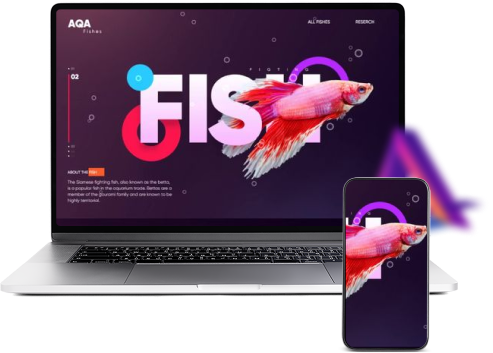 AQA
Fishes
ALL FISHES
RESERCH
02
FIGTING
FISH
ABOUT THE FISH
The Siamese fighting fish, also known as the betta,
is a popular fish in the aquarium trade. Bettas are a
member of the gourami family and are known to be
highly territorial.